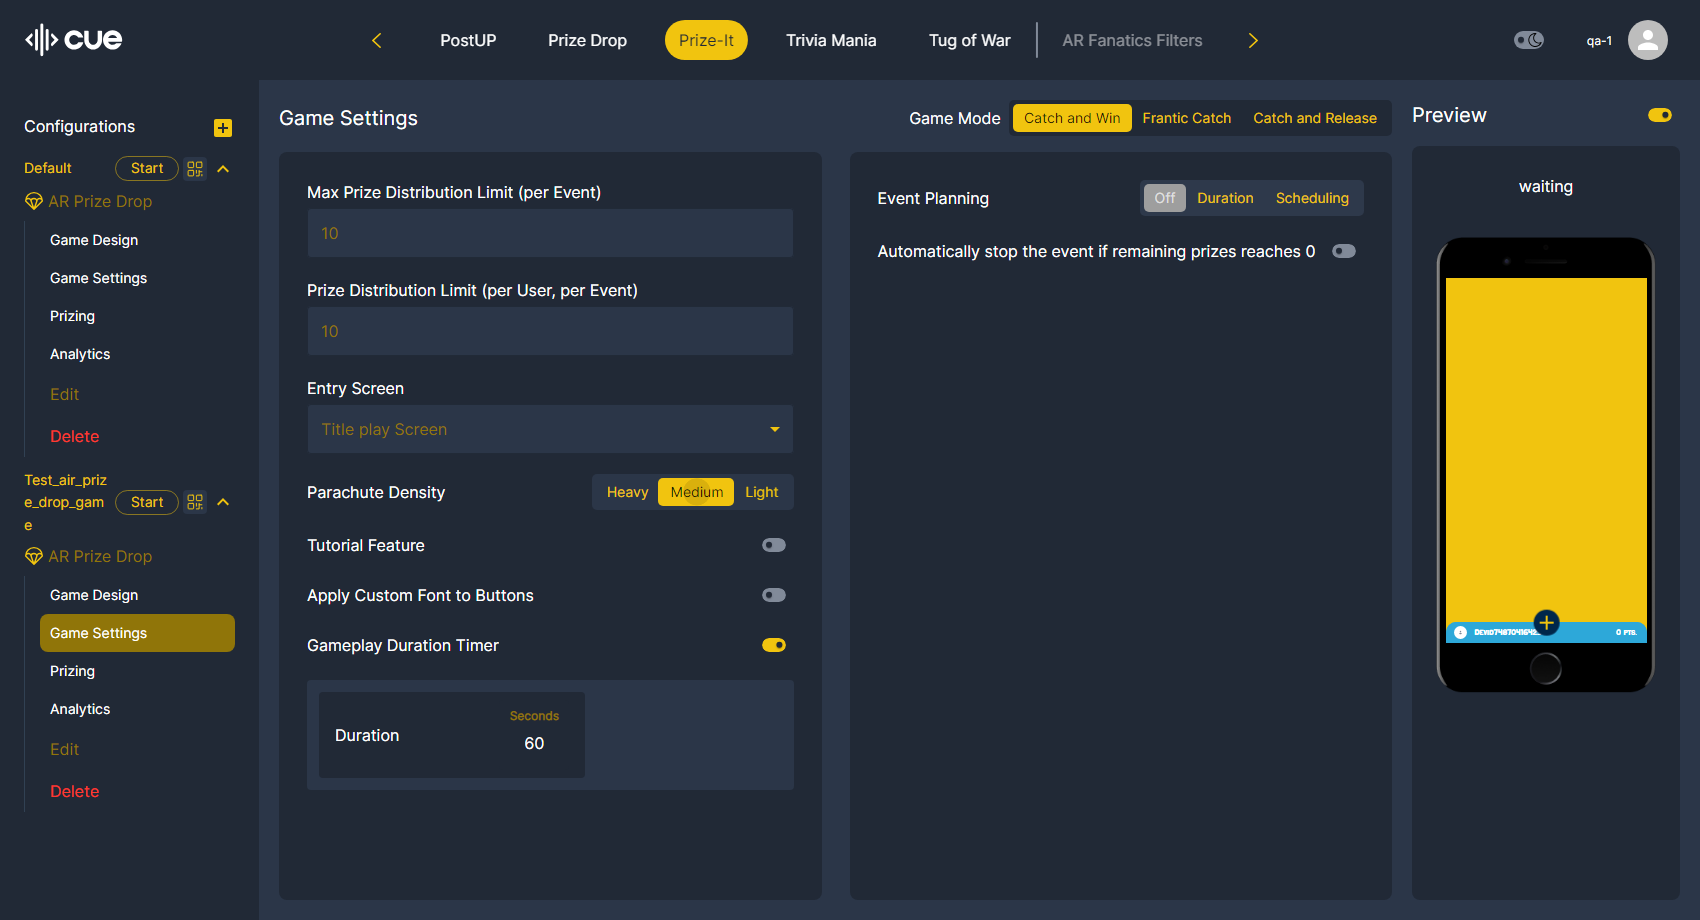 cue
PostUP
Prize Drop
Prize-It
Trivia Mania
Tug of War
AR Fanatics Filters
qa-1
Configurations
Default
Start
AR Prize Drop
Game Design
Game Settings
Prizing
Analytics
Edit
Delete
Test_air_priz
e_drop_gam
e
Start
AR Prize Drop
Game Design
Game Settings
Prizing
Analytics
Edit
Delete
Game Settings
Game Mode
Catch and Win
Frantic Catch
Catch and Release
Max Prize Distribution Limit (per Event)
10
Prize Distribution Limit (per User, per Event)
10
Entry Screen
Title play Screen
Parachute Density
Heavy
Medium
Light
Tutorial Feature
Apply Custom Font to Buttons
Gameplay Duration Timer
Duration
Seconds
60
Event Planning
Off
Duration
Scheduling
Automatically stop the event if remaining prizes reaches 0
Preview
waiting
0 PTS.